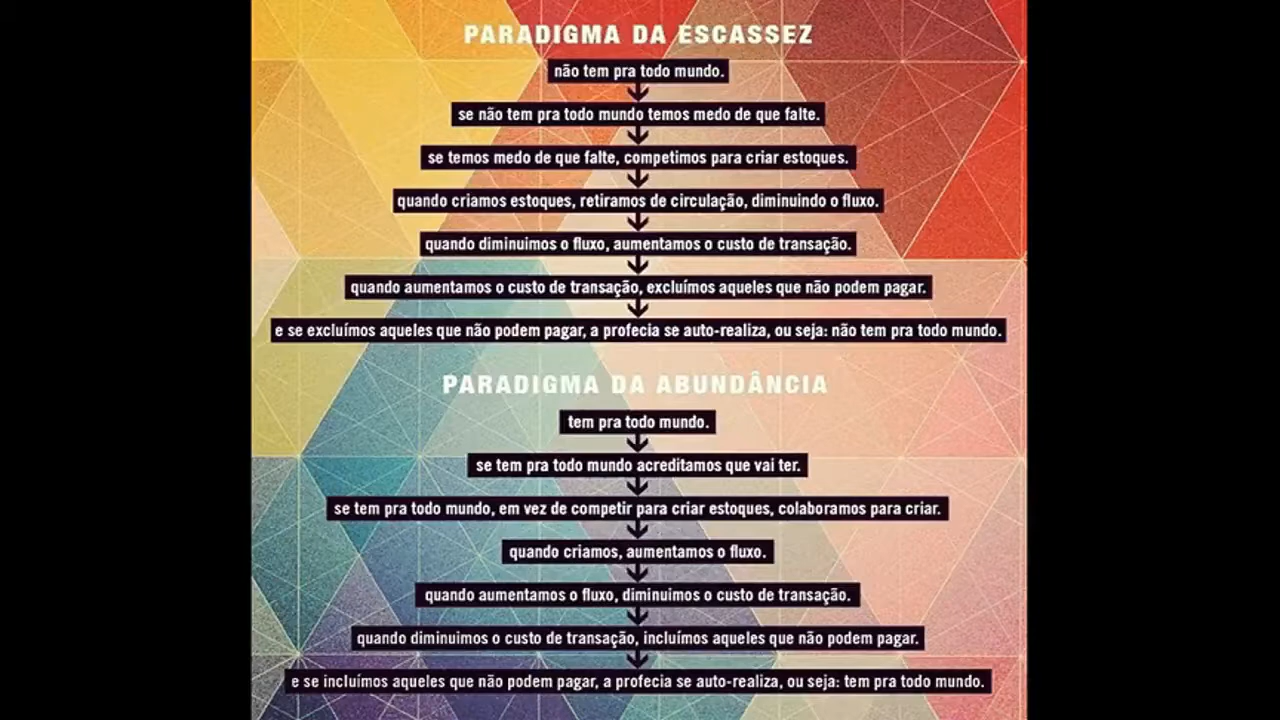 PARADIGMA DA ESCASSEZ
não tem pra todo mundo.
se não tem pra todo mundo temos medo de que falte.
se temos medo de que falte, competimos para criar estoques.
quando criamos estoques, retiramos de circulação, diminuindo o fluxo.
quando diminuimos o fluxo, aumentamos o custo de transação.
quando aumentamos o custo de transação, excluímos aqueles que não podem pagar.
e se excluímos aqueles que não podem pagar, a profecia se auto-realiza, ou seja: não tem pra todo mundo.
PARADIGMA DA ABUNDÂNCIA
tem pra todo mundo.
se tem pra todo mundo acreditamos que vai ter.
se tem pra todo mundo, em vez de competir para criar estoques, colaboramos para criar.
quando criamos, aumentamos o fluxo.
quando aumentamos o fluxo, diminuimos o custo de transação.
quando diminuimos o custo de transação, incluímos aqueles que não podem pagar.
e se incluímos aqueles que não podem pagar, a profecia se auto-realiza, ou seja: tem pra todo mundo.